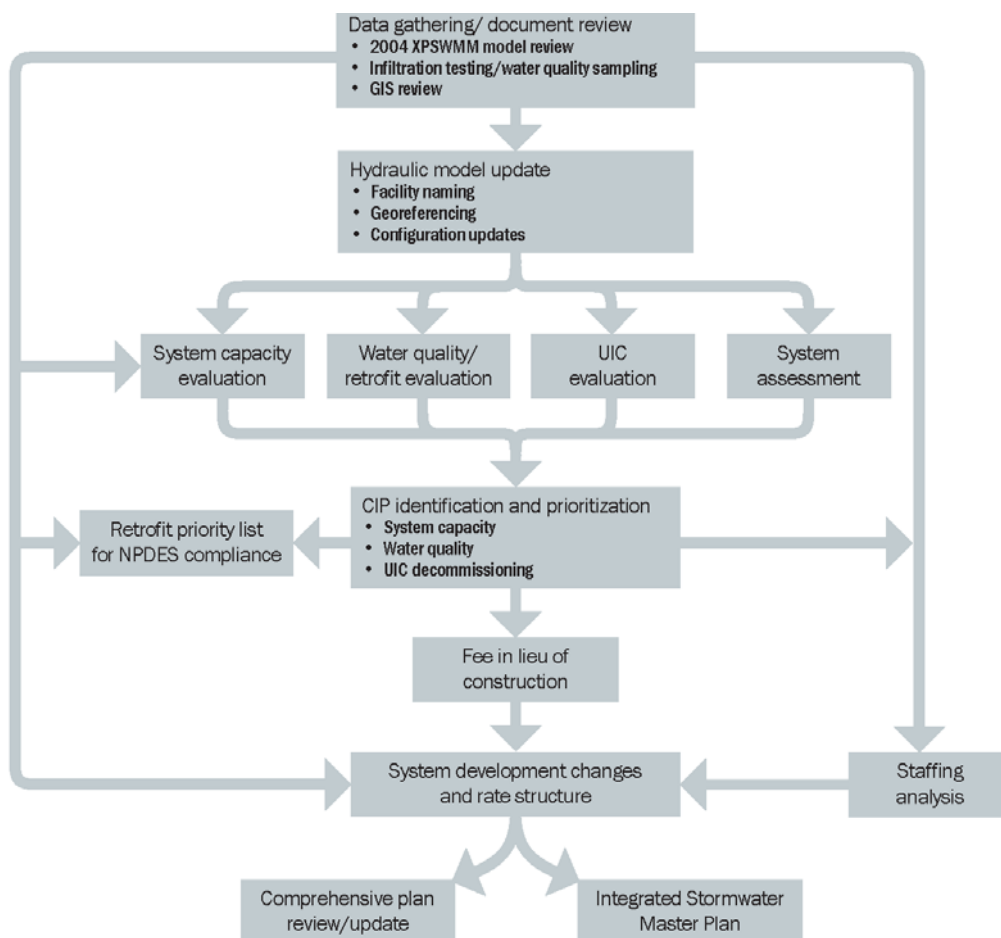 Data gathering/ document review
• 2004 XPSWMM model review
• Infiltration testing/water quality sampling
• GIS review
Hydraulic model update
• Facility naming
• Georeferencing
• Configuration updates
System capacity
evaluation
Water quality/
retrofit evaluation
UIC
evaluation
System
assessment
CIP identification and prioritization
• System capacity
• Water quality
• UIC decommissioning
Retrofit priority list
for NPDES compliance
Fee in lieu of
construction
System development changes
and rate structure
Staffing
analysis
Comprehensive plan
review/update
Integrated Stormwater
Master Plan